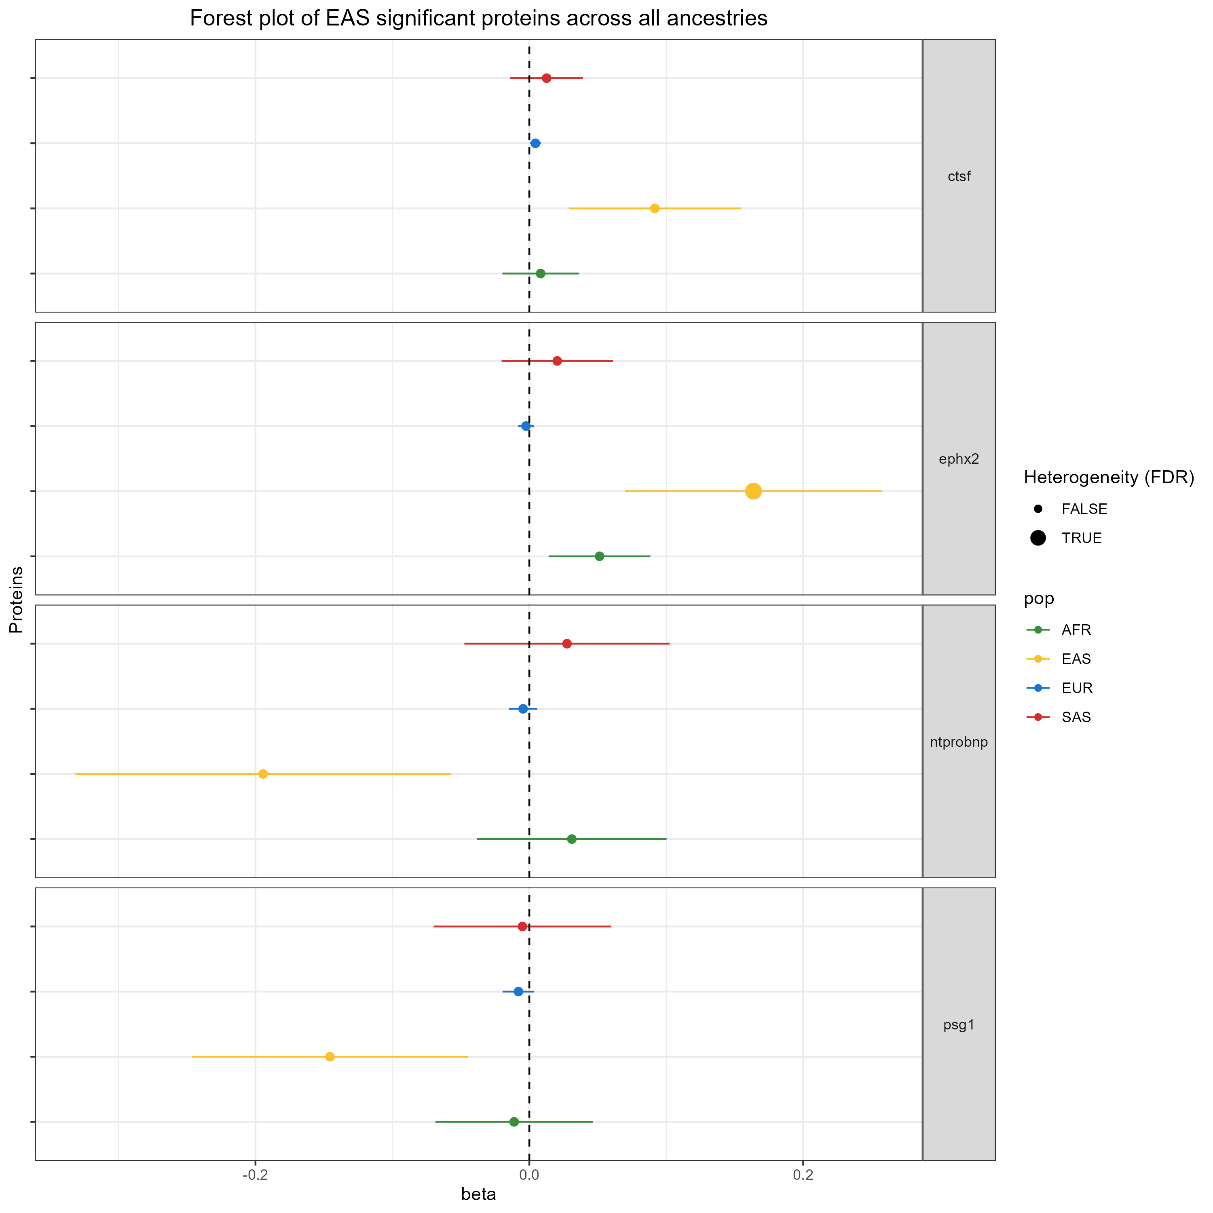 Forest plot of EAS significant proteins across all ancestries
Proteins
ctsf
ephx2
ntprobnp
psg1
-0.2
0.0
0.2
beta
Heterogeneity (FDR)
FALSE
TRUE
pop
AFR
EAS
EUR
SAS